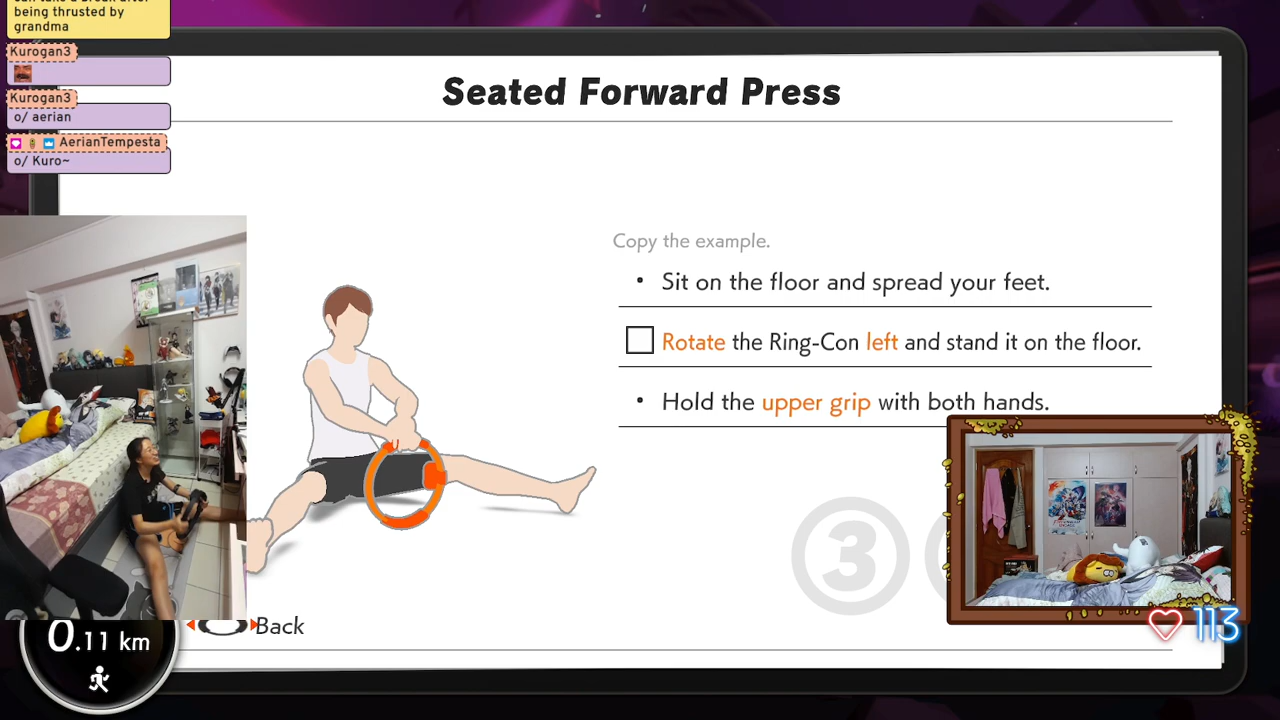 being thrusted by
grandma
Kurogan3
Kurogan3
o/ aerian
AerianTempesta
o/ Kuro~
Seated Forward Press
Copy the example.
• Sit on the floor and spread your feet.
Rotate the Ring-Con left and stand it on the floor.
• Hold the upper grip with both hands.
3
Back
0.11 km
113